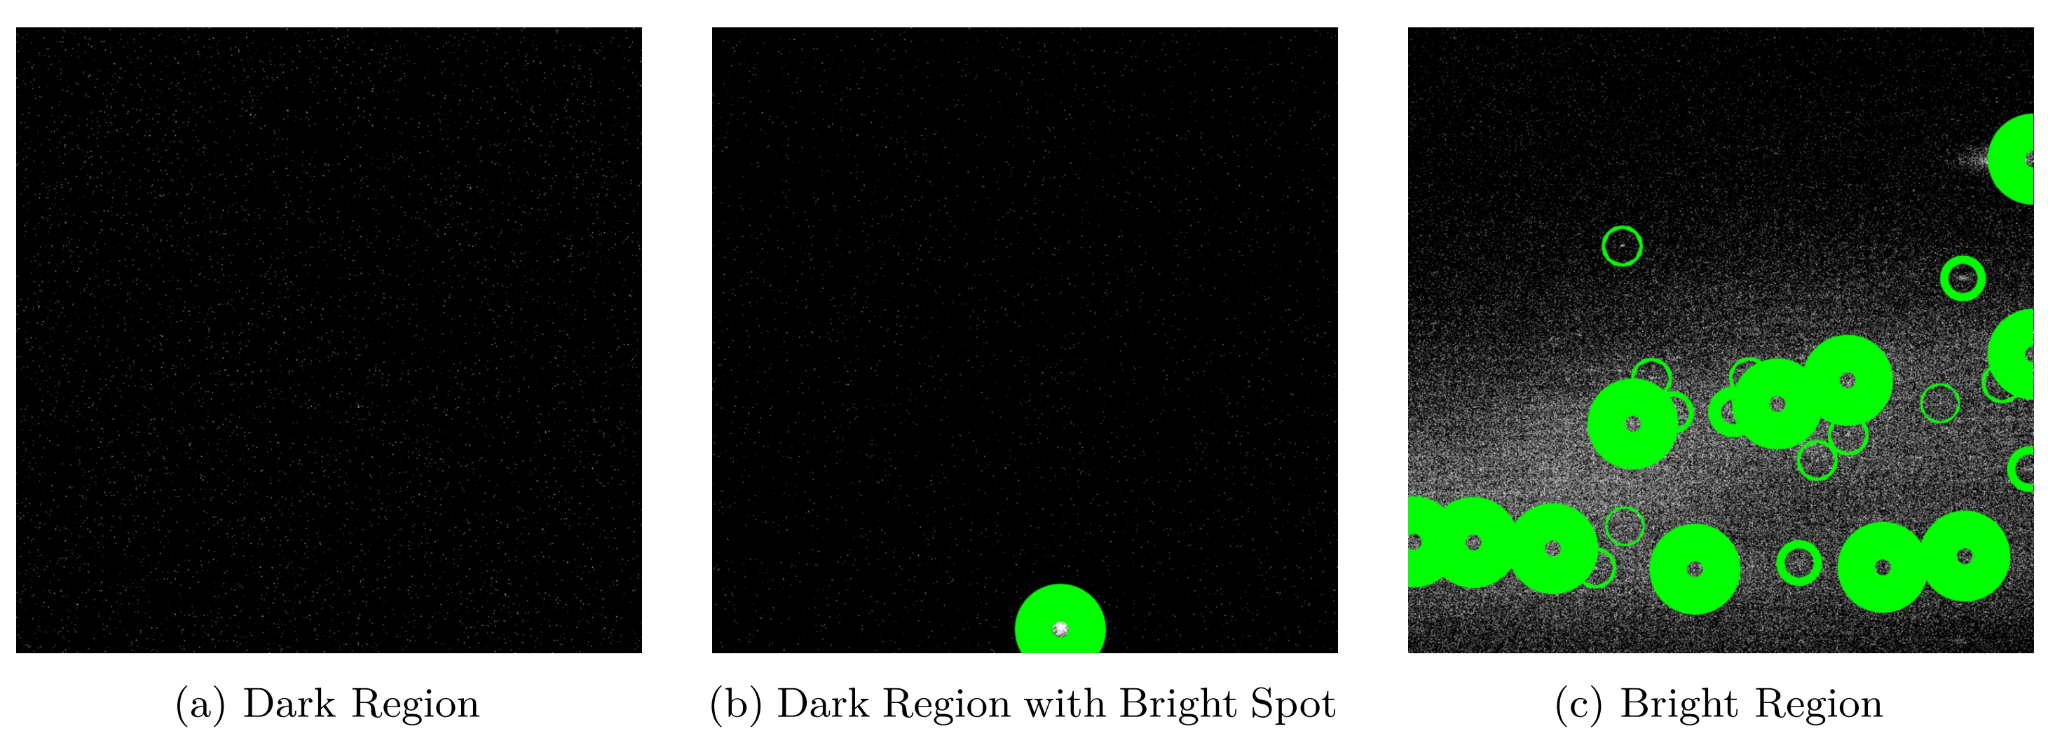 (a) Dark Region
(b) Dark Region with Bright Spot
(c) Bright Region